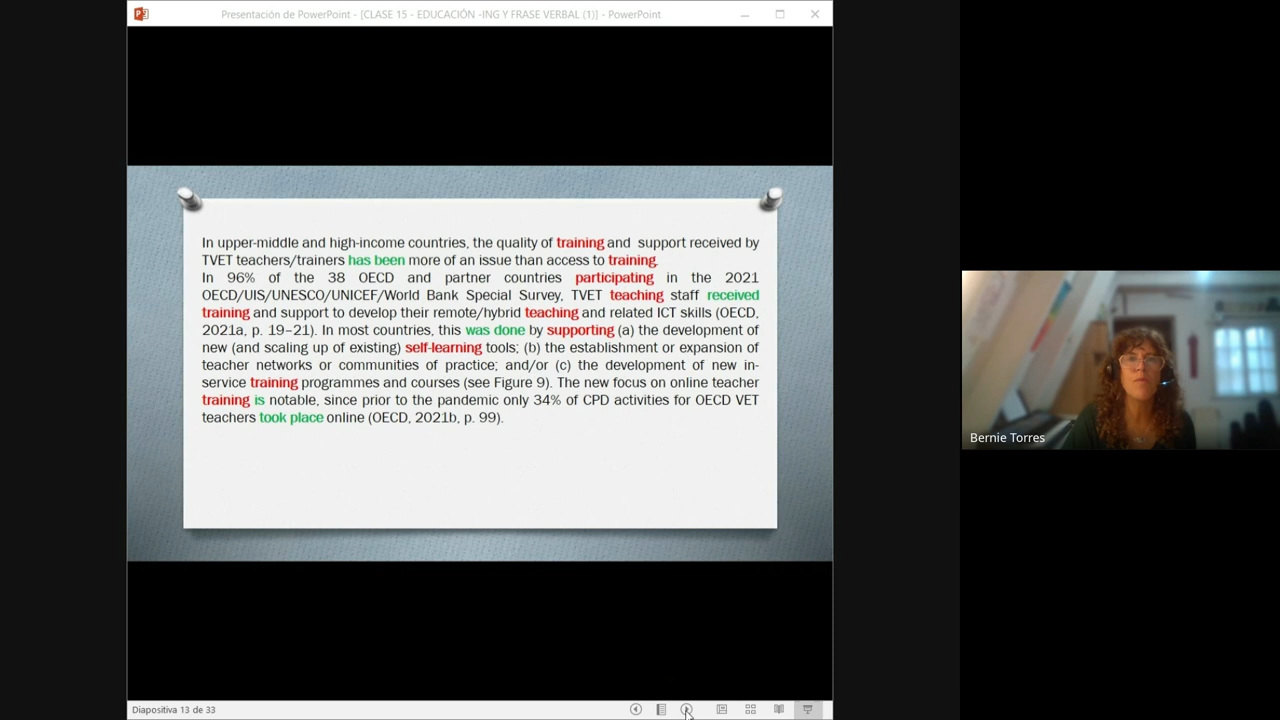 Presentación de PowerPoint - [CLASE 15 - EDUCACIÓN -ING Y FRASE VERBAL (1)] - PowerPoint
In upper-middle and high-income countries, the quality of training and support received by
TVET teachers/trainers has been more of an issue than access to training.
In 96% of the 38 OECD and partner countries participating in the 2021
OECD/UIS/UNESCO/UNICEF/World Bank Special Survey, TVET teaching staff received
training and support to develop their remote/hybrid teaching and related ICT skills (OECD,
2021a, p. 19–21). In most countries, this was done by supporting (a) the development of
new (and scaling up of existing) self-learning tools; (b) the establishment or expansion of
teacher networks or communities of practice; and/or (c) the development of new in-
service training programmes and courses (see Figure 9). The new focus on online teacher
training is notable, since prior to the pandemic only 34% of CPD activities for OECD VET
teachers took place online (OECD, 2021b, p. 99).
Bernie Torres
Diapositiva 13 de 33